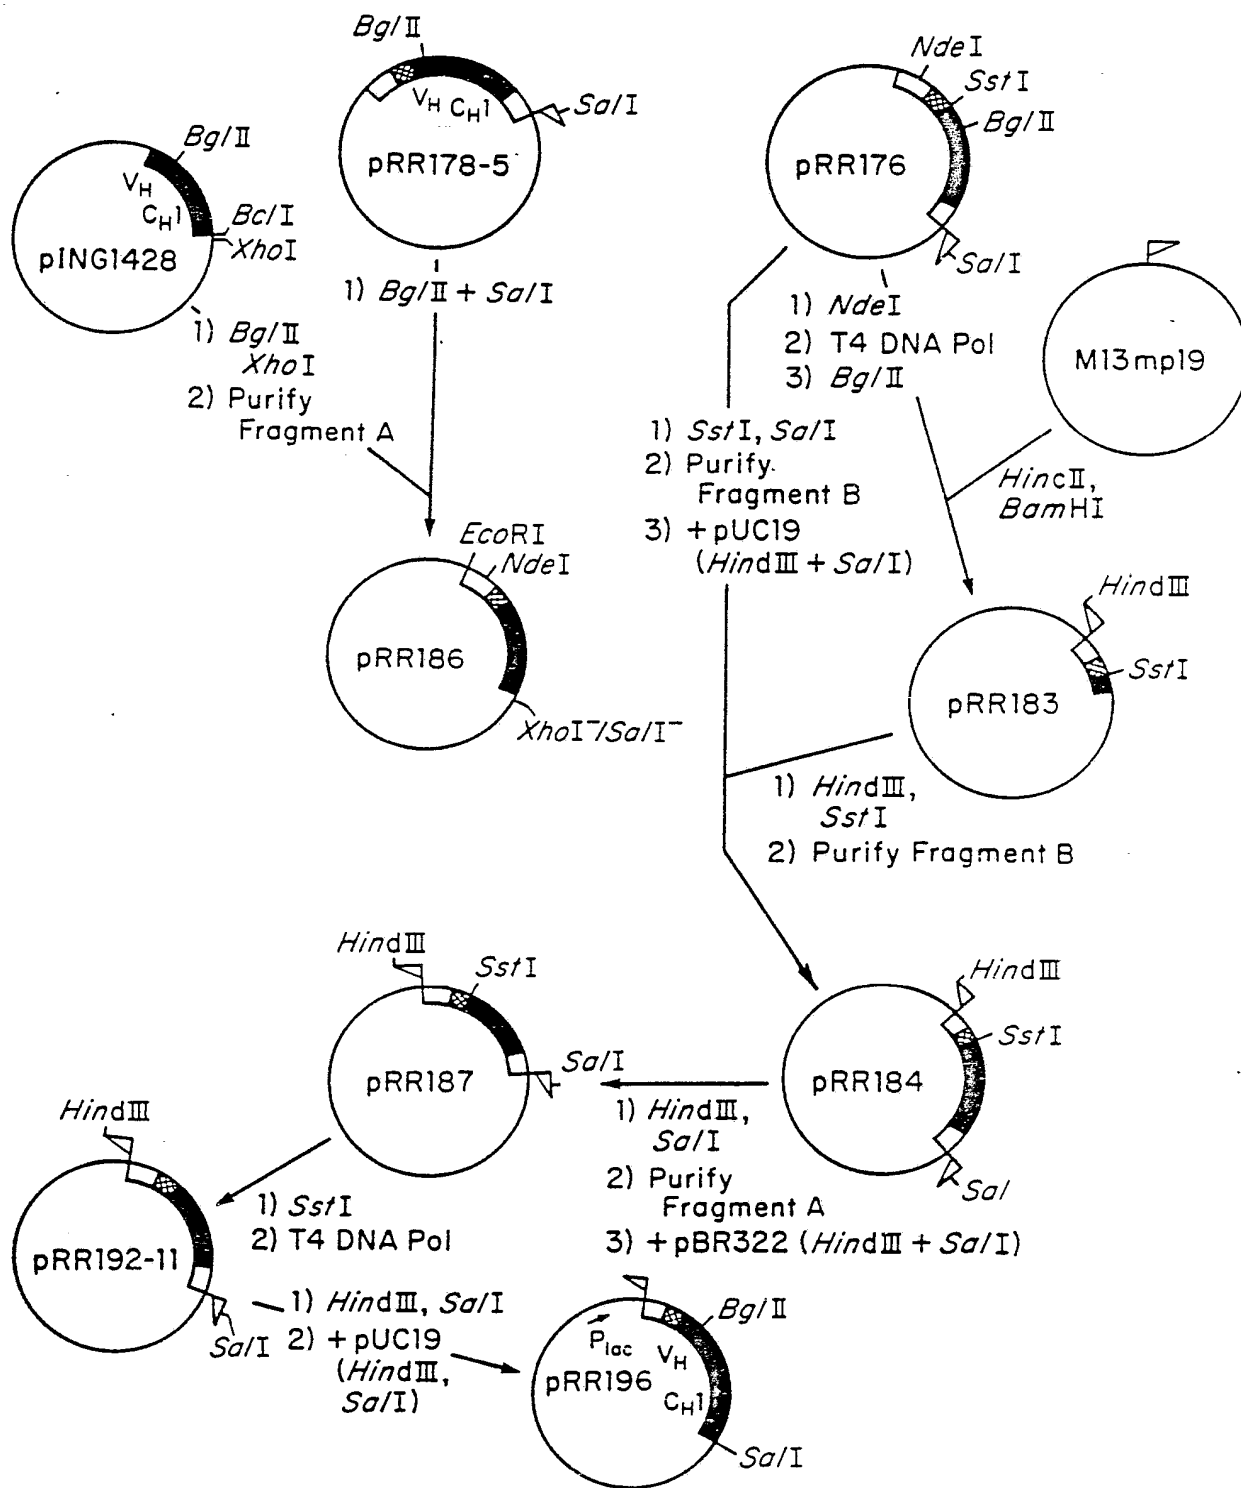 BglII
VH CH1
SalI
pRR178-5
BglII
VH
CH1
BclI
XhoI
pING1428
1) BglII
XhoI
2) Purify
Fragment A
1) BglII + SalI
NdeI
SstI
BglII
pRR176
SalI
1) NdeI
2) T4 DNA Pol
3) BglII
M13mp19
HincII,
BamHI
1) SstI, SalI
2) Purify
Fragment B
3) + pUC19
(HindIII + SalI)
EcoRI
NdeI
pRR186
XhoI⁻/SalI⁻
HindIII
SstI
pRR183
1) HindIII,
SstI
2) Purify Fragment B
HindIII
SstI
pRR184
Sal
1) HindIII,
SalI
2) Purify
Fragment A
3) + pBR322 (HindIII + SalI)
HindIII
SstI
SalI
pRR187
1) SstI
2) T4 DNA Pol
HindIII
pRR192-11
SalI
1) HindIII, SalI
2) + pUC19
(HindIII,
SalI)
BglII
Plac
VH
pRR196
CH1
SalI